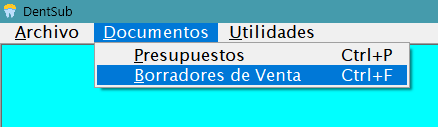 DentSub
Archivo Documentos Utilidades
Presupuestos Ctrl+P
Borradores de Venta Ctrl+F